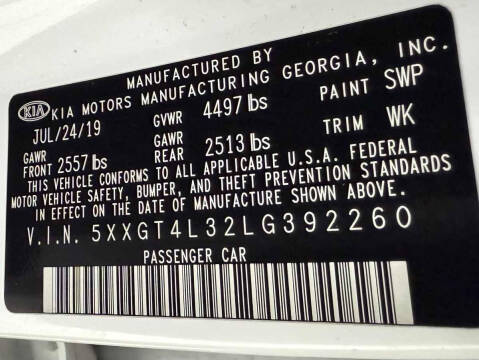 MANUFACTURED BY
KIA KIA MOTORS MANUFACTURING GEORGIA, INC.
JUL/24/19 GVWR 4497 lbs PAINT SWP
GAWR FRONT 2557 lbs GAWR REAR 2513 lbs TRIM WK
THIS VEHICLE CONFORMS TO ALL APPLICABLE U.S.A. FEDERAL
MOTOR VEHICLE SAFETY, BUMPER, AND THEFT PREVENTION STANDARDS
IN EFFECT ON THE DATE OF MANUFACTURE SHOWN ABOVE.
V.I.N. 5XXGT4L32LG392260
PASSENGER CAR